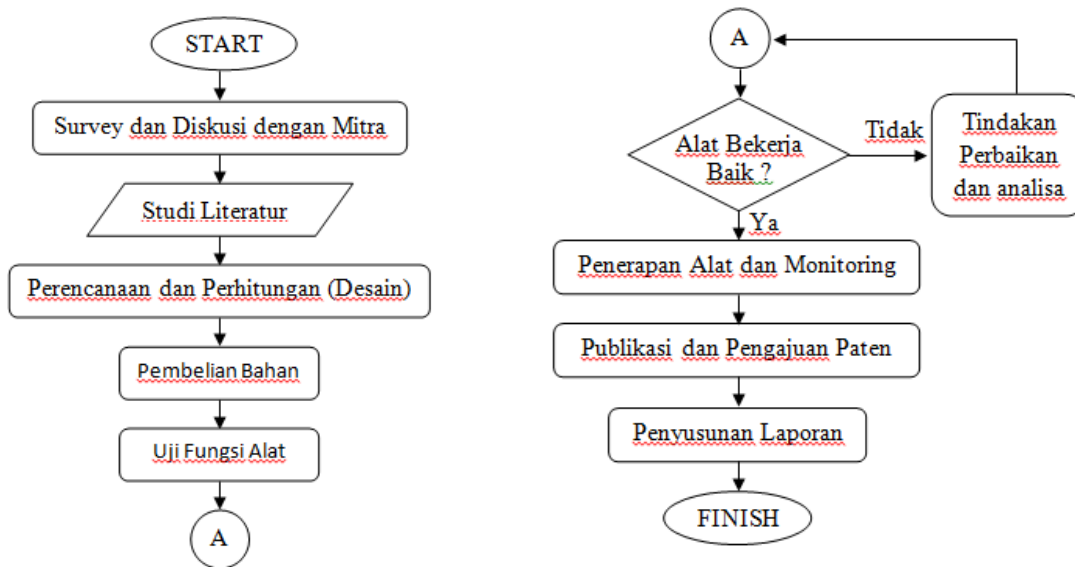 START
Survey dan Diskusi dengan Mitra
Studi Literatur
Perencanaan dan Perhitungan (Desain)
Pembelian Bahan
Uji Fungsi Alat
A
A
Alat Bekerja
Baik ?
Tidak
Tindakan
Perbaikan
dan analisa
Ya
Penerapan Alat dan Monitoring
Publikasi dan Pengajuan Paten
Penyusunan Laporan
FINISH